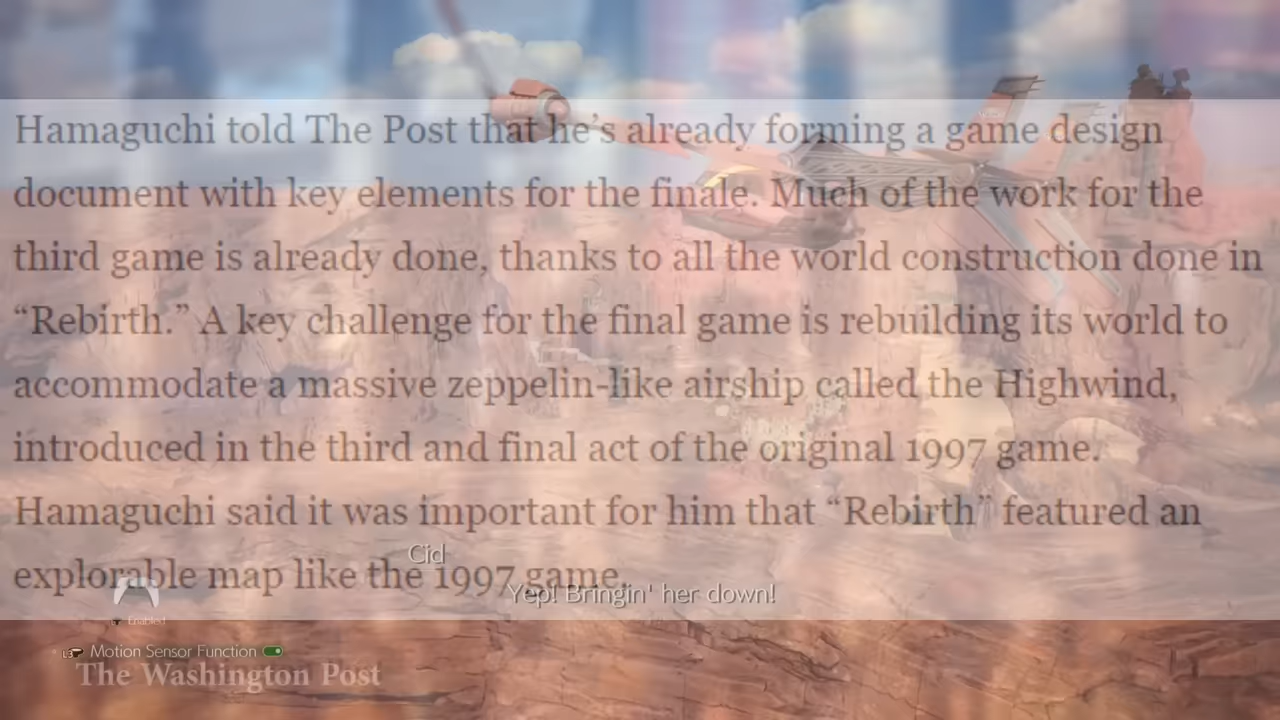 Hamaguchi told The Post that he’s already forming a game design
document with key elements for the finale. Much of the work for the
third game is already done, thanks to all the world construction done in
“Rebirth.” A key challenge for the final game is rebuilding its world to
accommodate a massive zeppelin-like airship called the Highwind,
introduced in the third and final act of the original 1997 game.
Hamaguchi said it was important for him that “Rebirth” featured an
explorable map like the 1997 game.
Cid
Yep! Bringin' her down!
Enabled
L3 Motion Sensor Function
The Washington Post